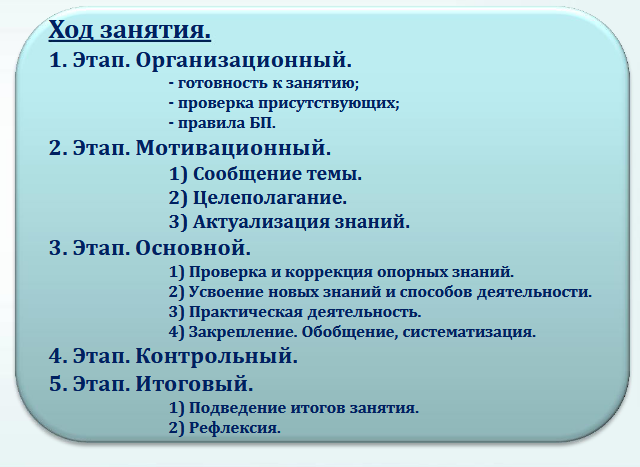 Ход занятия.
1. Этап. Организационный.
- готовность к занятию;
- проверка присутствующих;
- правила БП.
2. Этап. Мотивационный.
1) Сообщение темы.
2) Целеполагание.
3) Актуализация знаний.
3. Этап. Основной.
1) Проверка и коррекция опорных знаний.
2) Усвоение новых знаний и способов деятельности.
3) Практическая деятельность.
4) Закрепление. Обобщение, систематизация.
4. Этап. Контрольный.
5. Этап. Итоговый.
1) Подведение итогов занятия.
2) Рефлексия.